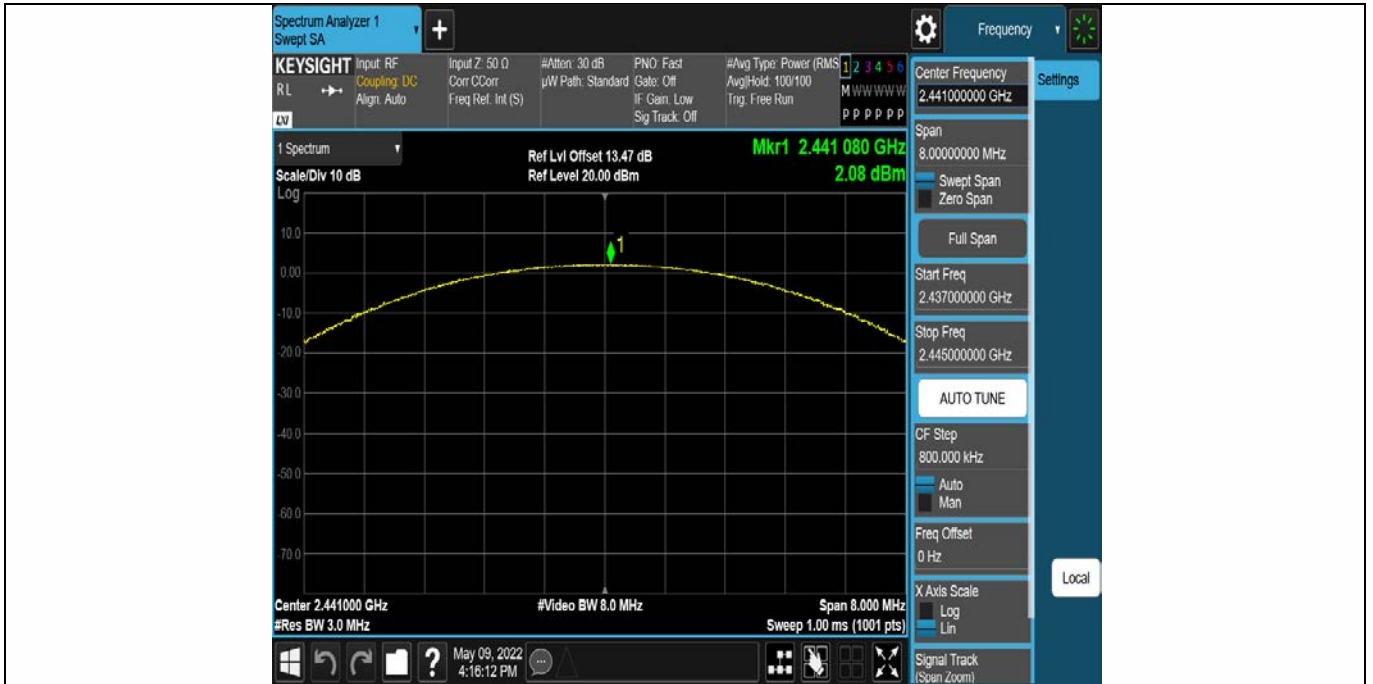 Spectrum Analyzer 1
Swept SA
+
Frequency
KEYSIGHT
RL
LXI
Input: RF
Coupling: DC
Align: Auto
Input Z: 50 Ω
Corr CCorr
Freq Ref: Int (S)
#Atten: 30 dB
µW Path: Standard
PNO: Fast
Gate: Off
IF Gain: Low
Sig Track: Off
#Avg Type: Power (RMS
Avg|Hold: 100/100
Trig: Free Run
1 2 3 4 5 6
M W W W W W
P P P P P P
1 Spectrum
Scale/Div 10 dB
Ref Lvl Offset 13.47 dB
Ref Level 20.00 dBm
Mkr1 2.441 080 GHz
2.08 dBm
Log
10.0
0.00
-10.0
-20.0
-30.0
-40.0
-50.0
-60.0
-70.0
1
Center 2.441000 GHz
#Res BW 3.0 MHz
#Video BW 8.0 MHz
Span 8.000 MHz
Sweep 1.00 ms (1001 pts)
?
May 09, 2022
4:16:12 PM
Center Frequency
2.441000000 GHz
Span
8.00000000 MHz
Swept Span
Zero Span
Full Span
Start Freq
2.437000000 GHz
Stop Freq
2.445000000 GHz
AUTO TUNE
CF Step
800.000 kHz
Auto
Man
Freq Offset
0 Hz
X Axis Scale
Log
Lin
Signal Track
(Span Zoom)
Settings
Local